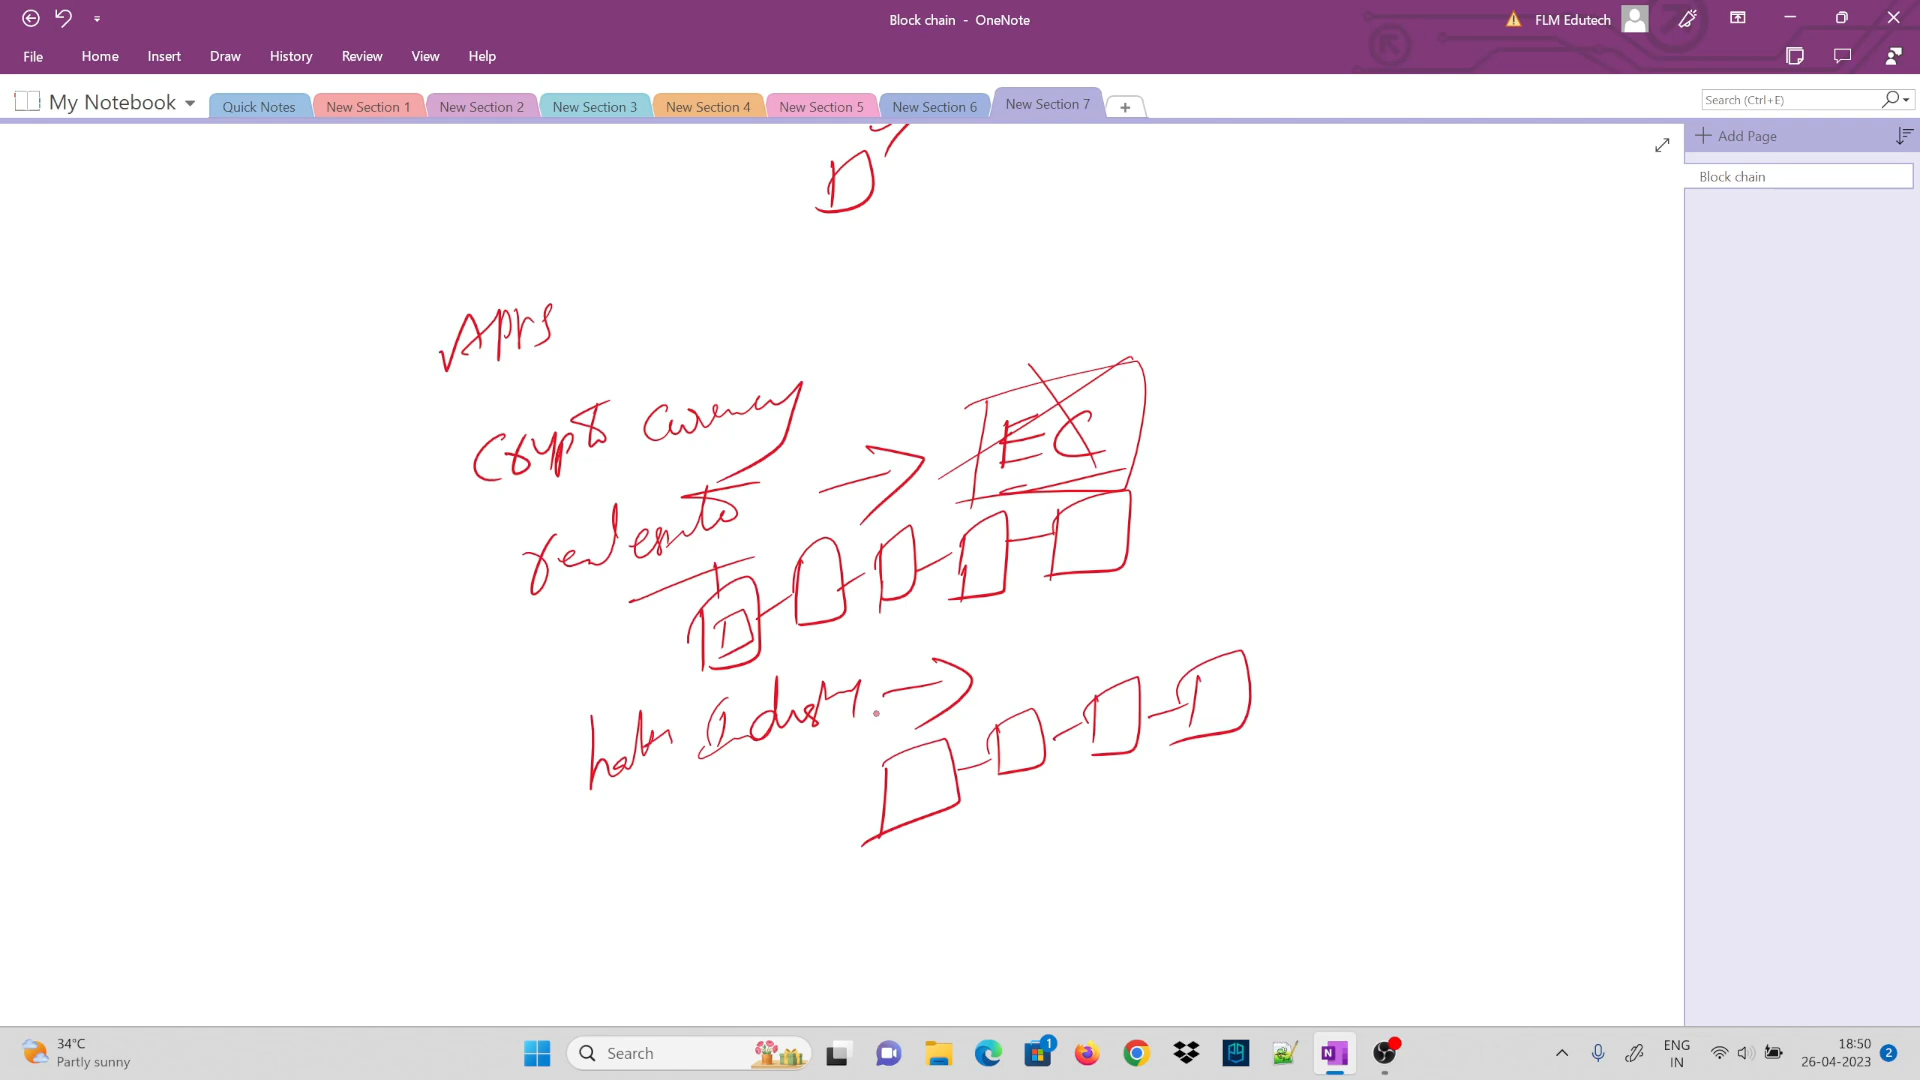 Block chain - OneNote
FLM Edutech
File Home Insert Draw History Review View Help
My Notebook
Quick Notes New Section 1 New Section 2 New Section 3 New Section 4 New Section 5 New Section 6 New Section 7 +
Search (Ctrl+E)
Add Page
Block chain
D
Apps
Crypto currency
EC
D
34°C
Partly sunny
Search
1
ENG
IN
18:50
26-04-2023
2